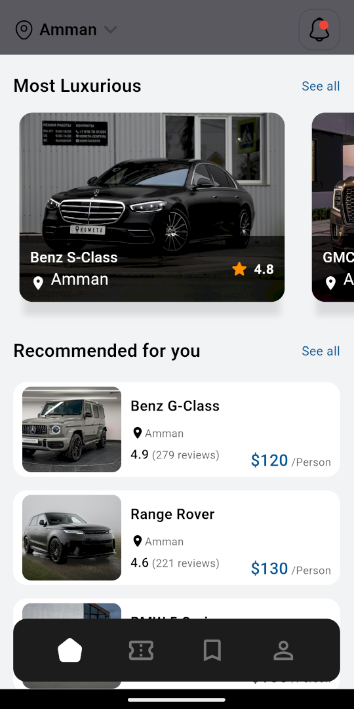 Amman
Most Luxurious
See all
КОМЕТА
Benz S-Class
Amman
4.8
GMC
A
Recommended for you
See all
Benz G-Class
Amman
4.9 (279 reviews)
$120 /Person
Range Rover
Amman
4.6 (221 reviews)
$130 /Person